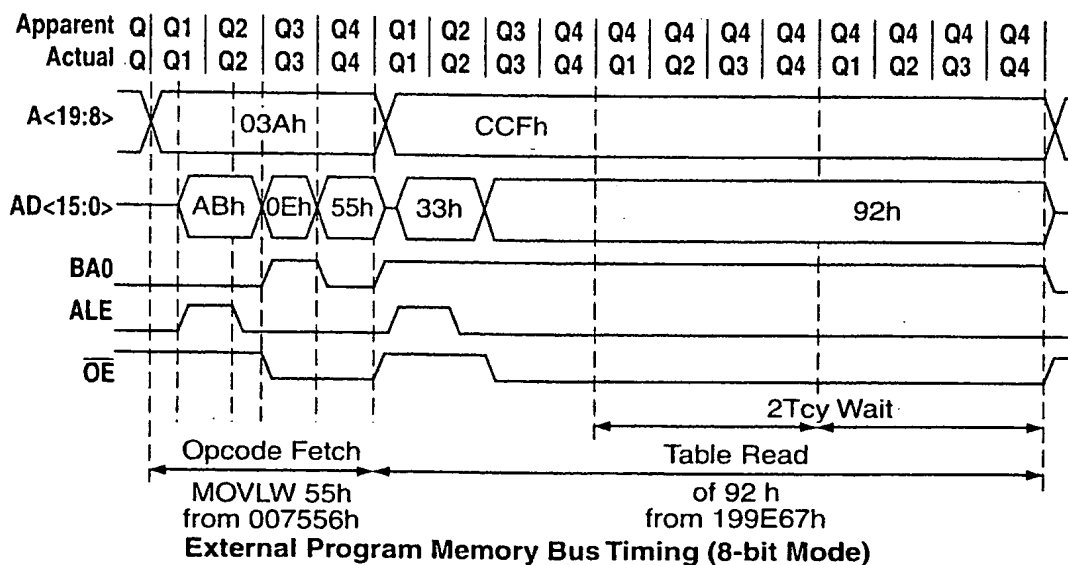 Apparent Q Q1 Q2 Q3 Q4 Q1 Q2 Q3 Q4 Q4 Q4 Q4 Q4 Q4 Q4 Q4 Q4
Actual Q Q1 Q2 Q3 Q4 Q1 Q2 Q3 Q4 Q1 Q2 Q3 Q4 Q1 Q2 Q3 Q4
A<19:8> 03Ah CCFh
AD<15:0> ABh 0Eh 55h 33h 92h
BA0
ALE
OE
2Tcy Wait
Opcode Fetch Table Read
MOVLW 55h of 92 h
from 007556h from 199E67h
External Program Memory Bus Timing (8-bit Mode)